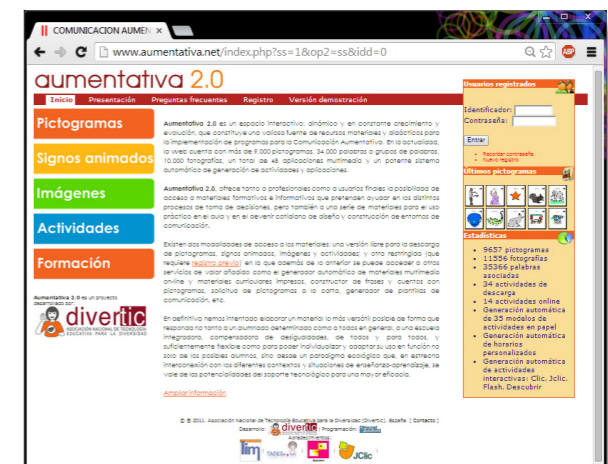 COMUNICACION AUMEN
www.aumentativa.net/index.php?ss=1&op2=ss&idd=0
aumentativa 2.0
Inicio Presentación Preguntas frecuentes Registro Versión demostración
Pictogramas
Signos animados
Imágenes
Actividades
Formación
Aumentativa 2.0 es un proyecto
desarrollado por:
divertic
ASOCIACIÓN NACIONAL DE TECNOLOGÍA
EDUCATIVA PARA LA DIVERSIDAD
Aumentativa 2.0 es un espacio interactivo, dinámico y en constante crecimiento y
evolución, que constituye una valiosa fuente de recursos materiales y didácticos para
la implementación de programas para la Comunicación Aumentativa. En la actualidad,
la web cuenta con más de 9.000 pictogramas, 34.000 palabras o grupos de palabras,
10.000 fotografías, un total de 48 aplicaciones multimedia y un potente sistema
automático de generación de actividades y aplicaciones.
Aumentativa 2.0, ofrece tanto a profesionales como a usuarios finales la posibilidad de
acceso a materiales formativos e informativos que pretenden ayudar en los distintos
procesos de toma de decisiones, pero también a una serie de materiales para el uso
práctico en el aula y en el devenir cotidiano de diseño y construcción de entornos de
comunicación.
Existen dos modalidades de acceso a los materiales: una versión libre para la descarga
de pictogramas, signos animados, imágenes y actividades; y otra restringida (que
requiere registro previo) en la que además de lo anterior se puede acceder a otros
servicios de valor añadido como el generador automático de materiales multimedia
on-line y materiales curriculares impresos, constructor de frases y cuentos con
pictogramas, solicitud de pictogramas a la carta, generador de plantillas de
comunicación, etc.
En definitiva hemos intentado elaborar un material lo más versátil posible de forma que
responda no tanto a un alumnado determinado como a todos en general, a una escuela
integradora, compensadora de desigualdades, de todos y para todos, y
suficientemente flexible como para poder individualizar y adaptar su uso en función no
solo de los posibles alumnos, sino desde un paradigma ecológico que, en estrecha
interconexión con los diferentes contextos y situaciones de enseñanza-aprendizaje, se
vale de las potencialidades del soporte tecnológico para una mayor eficacia.
Ampliar información
Usuarios registrados
Identificador:
Contraseña:
Entrar
Recordar contraseña
Nuevo registro
Últimos pictogramas
Estadísticas
9657 pictogramas
11556 fotografías
35366 palabras
asociadas
34 actividades de
descarga
14 actividades online
Generación automática
de 35 modelos de
actividades en papel
Generación automática
de horarios
personalizados
Generación automática
de actividades
interactivas: Clic, Jclic,
Flash, Descubrir
© 2011. Asociación Nacional de Tecnología Educativa para la Diversidad (Divertic). España. [ Contacto ]
Desarrollo: divertic Programación:
Agradecimientos:
JClic